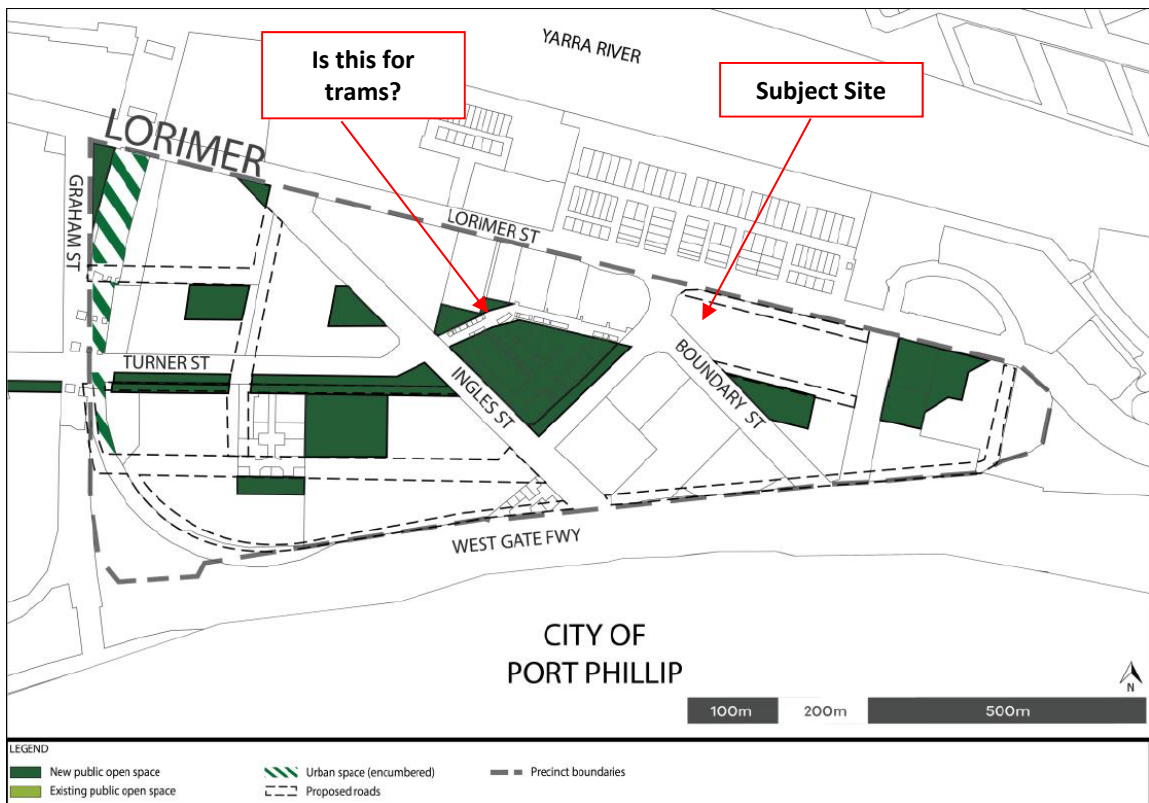 YARRA RIVER
Is this for
trams?
Subject Site
LORIMER
GRAHAM ST
LORIMER ST
TURNER ST
INGLES ST
BOUNDARY ST
WEST GATE FWY
CITY OF
PORT PHILLIP
N
100m 200m 500m
LEGEND
New public open space
Existing public open space
Urban space (encumbered)
Proposed roads
Precinct boundaries